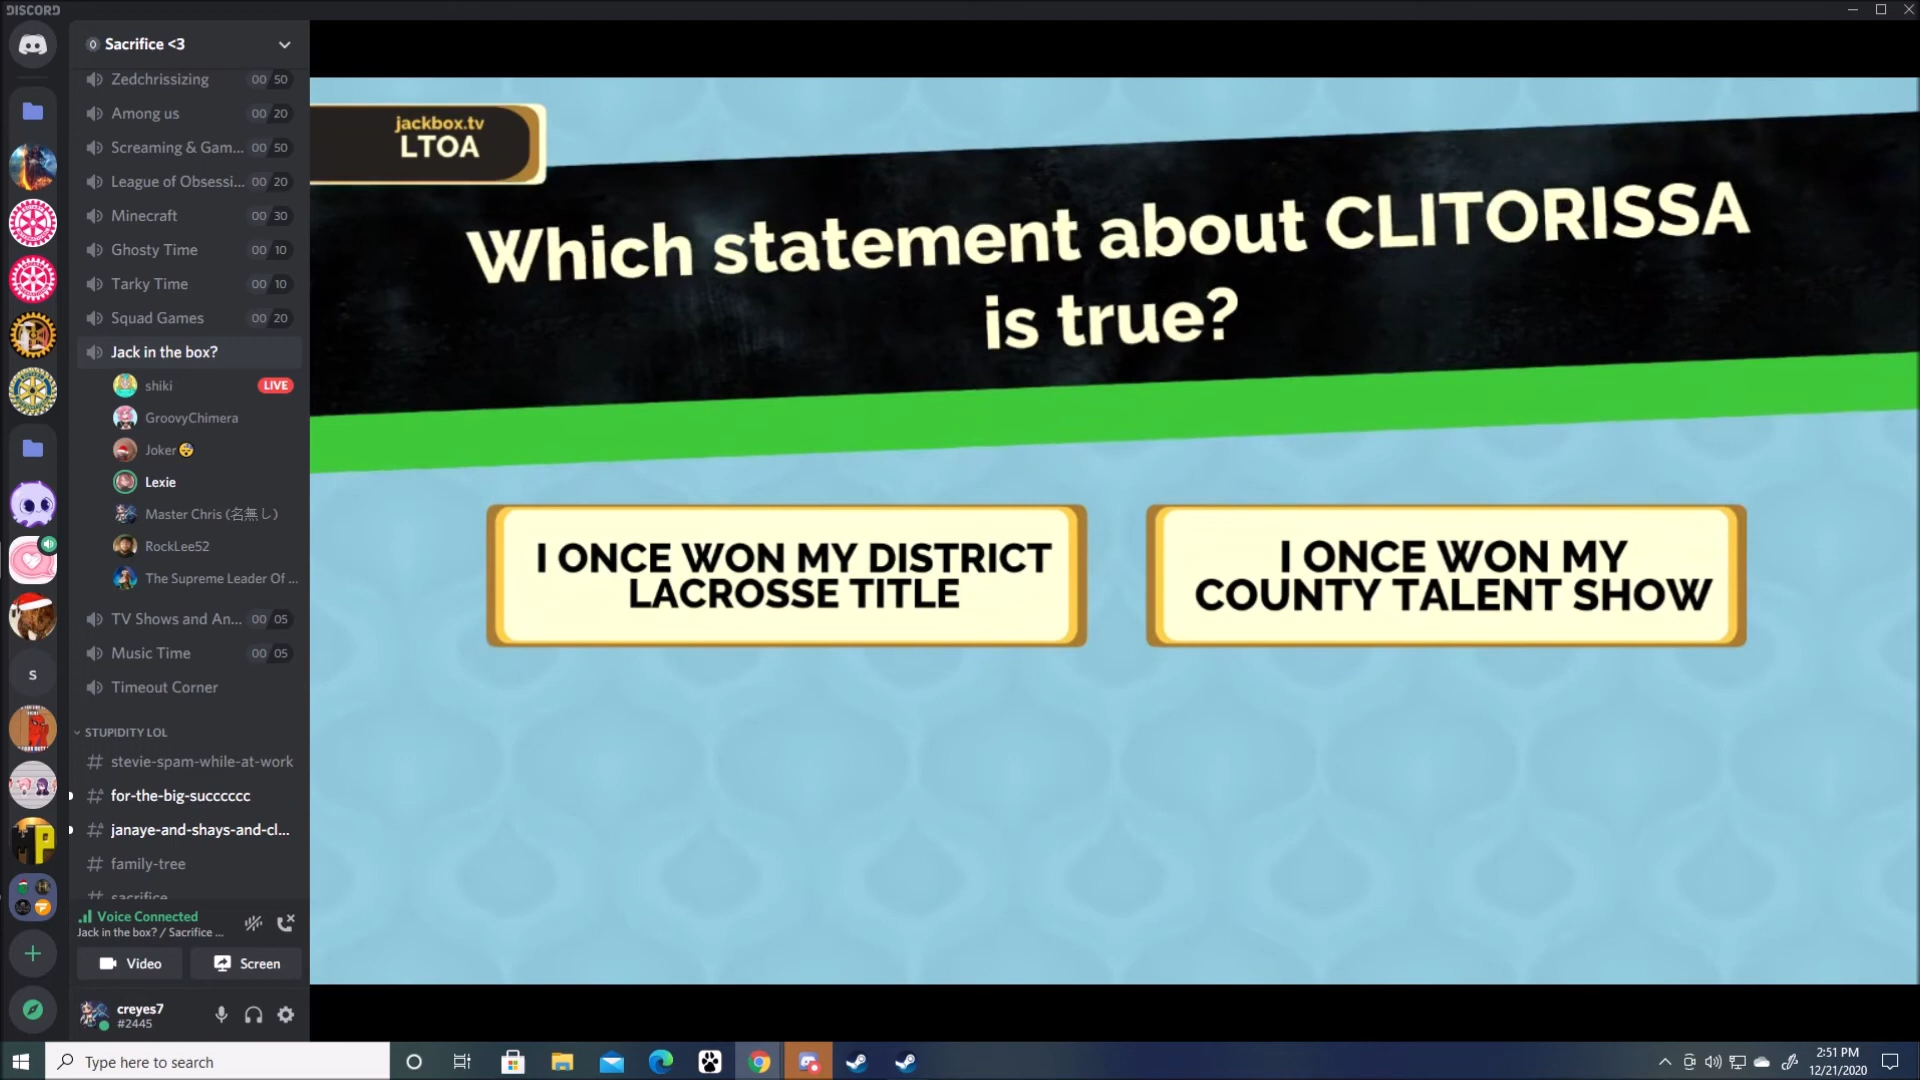 DISCORD
Sacrifice <3
Zedchrissizing 00 50
Among us 00 20
Screaming & Gam... 00 50
League of Obsessi... 00 20
Minecraft 00 30
Ghosty Time 00 10
Tarky Time 00 10
Squad Games 00 20
Jack in the box?
shiki LIVE
GroovyChimera
Joker😴
Lexie
Master Chris (名無し)
RockLee52
The Supreme Leader Of ...
TV Shows and An... 00 05
Music Time 00 05
Timeout Corner
STUPIDITY LOL
# stevie-spam-while-at-work
# for-the-big-succcccc
# janaye-and-shays-and-cl...
# family-tree
# sacrifice
Voice Connected
Jack in the box? / Sacrifice ...
Video Screen
creyes7
#2445
S
jackbox.tv
LTOA
Which statement about CLITORISSA
is true?
I ONCE WON MY DISTRICT
LACROSSE TITLE
I ONCE WON MY
COUNTY TALENT SHOW
Type here to search
2:51 PM
12/21/2020